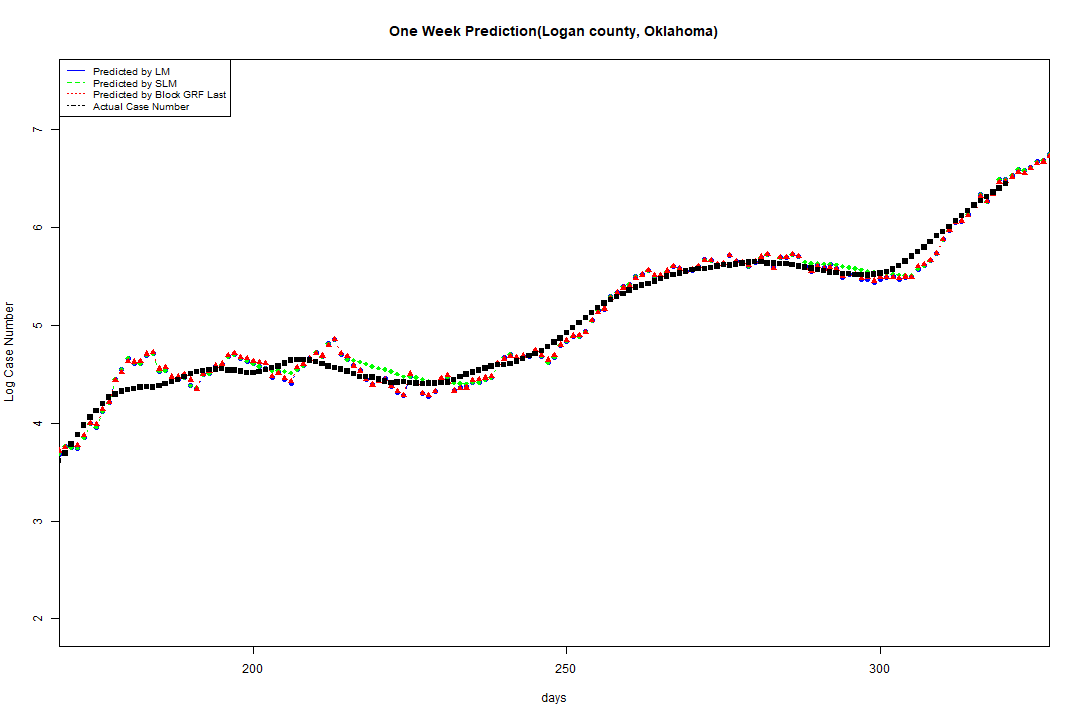 One Week Prediction(Logan county, Oklahoma)
Predicted by LM
Predicted by SLM
Predicted by Block GRF Last
Actual Case Number
7
6
5
4
3
2
Log Case Number
200 250 300
days